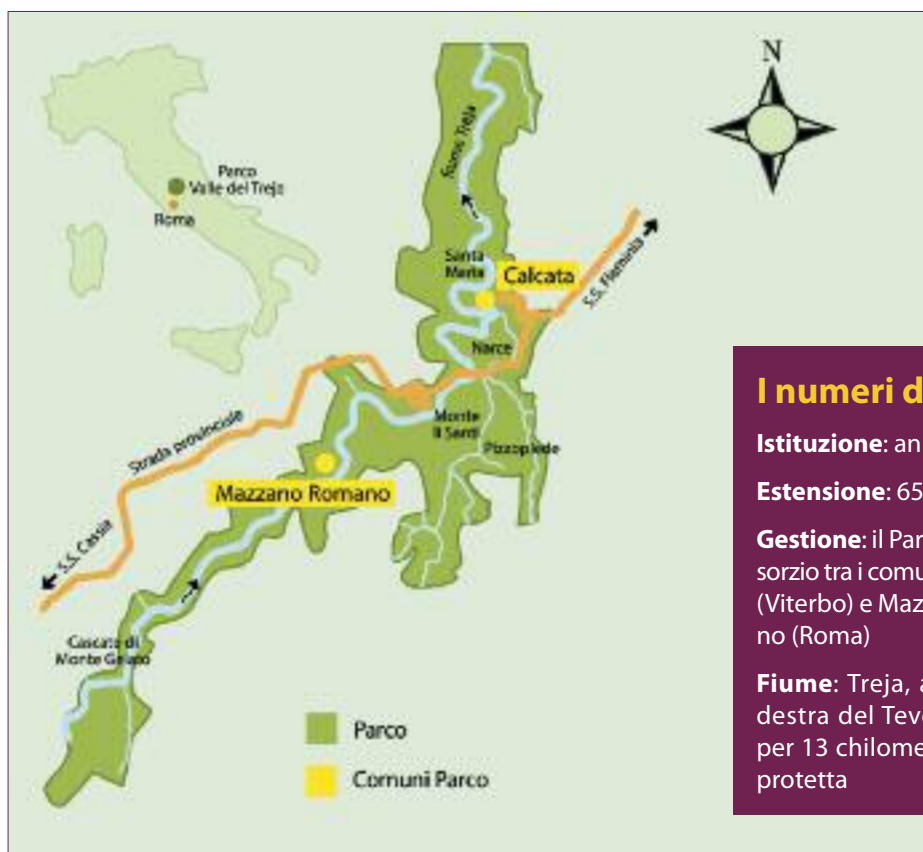 N
Parco
Valle del Treja
Roma
Fiume Treja
Santa
Maria
Calcata
S.S. Flaminia
Narce
Strada provinciale
Monte
li Santi
Pizzopiede
Mazzano Romano
S.S. Cassia
Cascate di
Monte Gelato
Parco
Comuni Parco
I numeri d
Istituzione: an
Estensione: 65
Gestione: il Par
sorzio tra i comu
(Viterbo) e Maz
no (Roma)
Fiume: Treja, a
destra del Teve
per 13 chilome
protetta